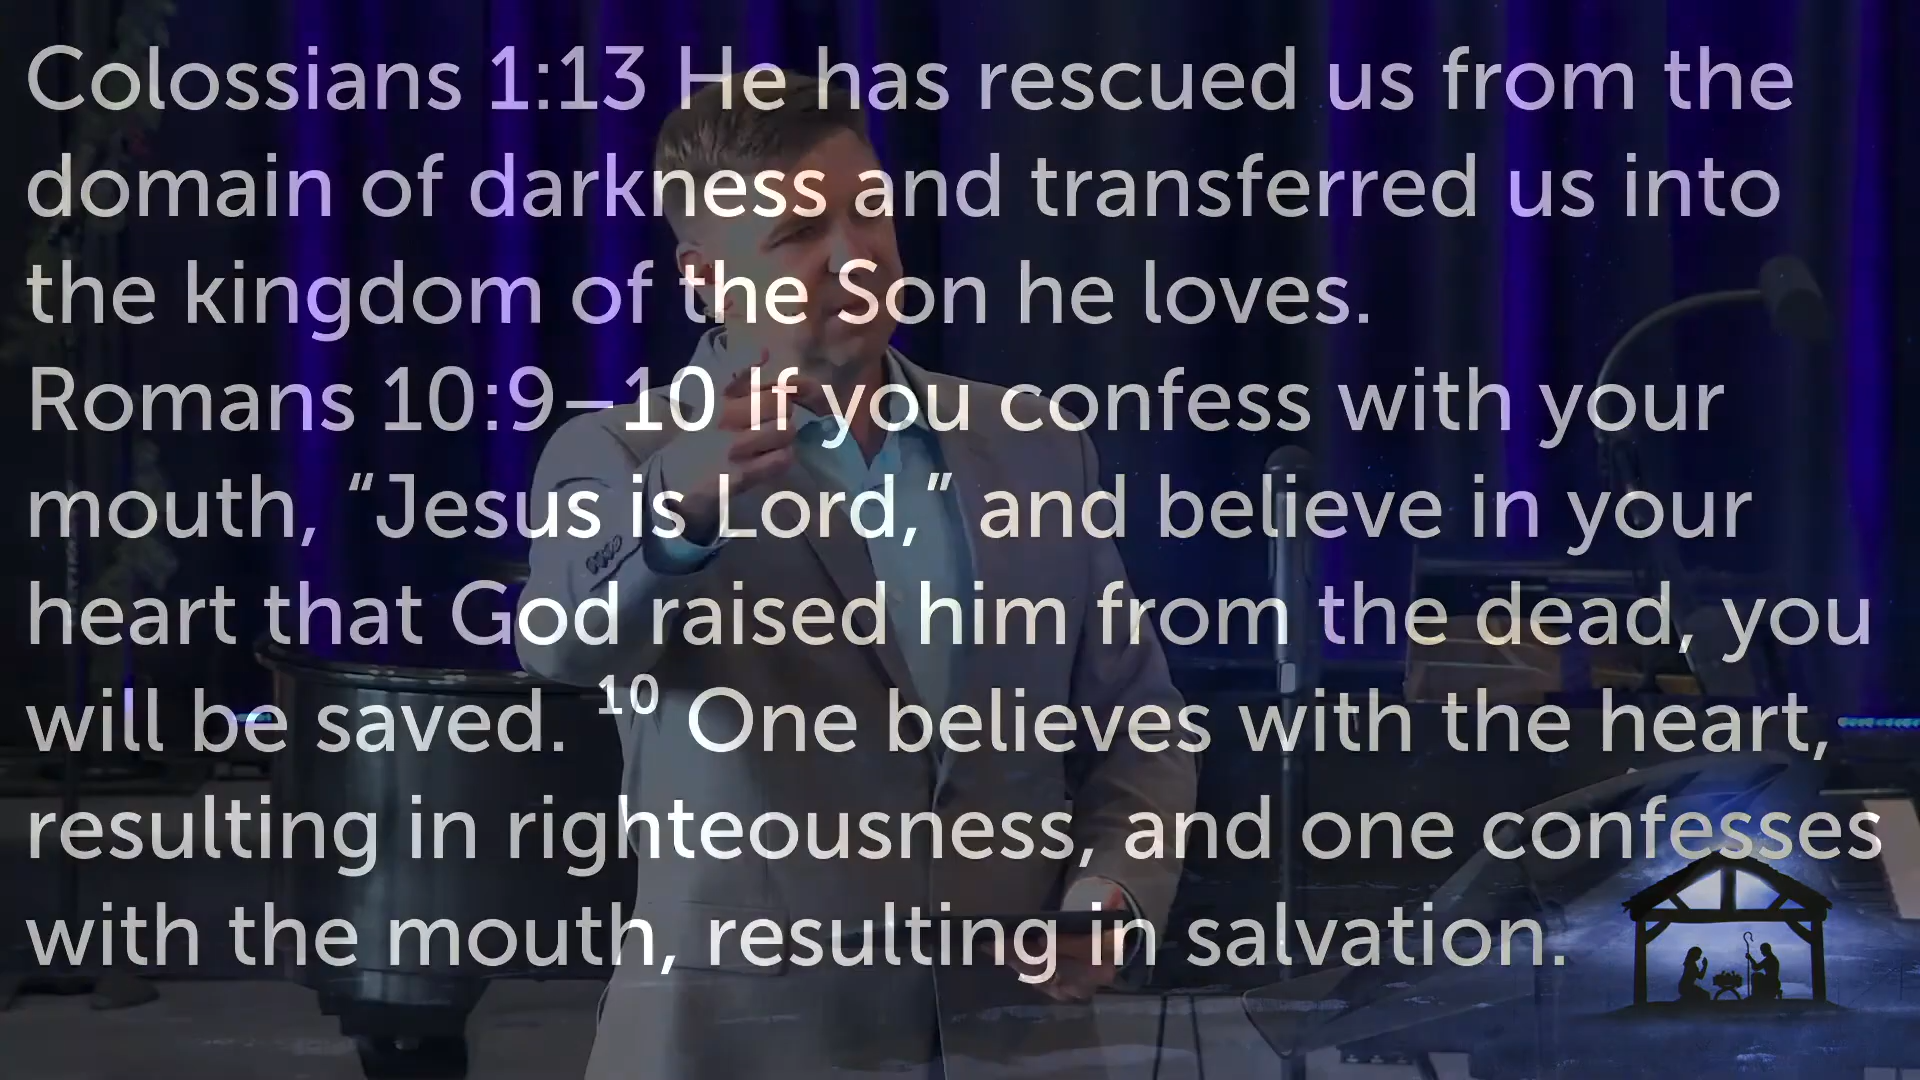 Colossians 1:13 He has rescued us from the
domain of darkness and transferred us into
the kingdom of the Son he loves.
Romans 10:9–10 If you confess with your
mouth, “Jesus is Lord,” and believe in your
heart that God raised him from the dead, you
will be saved. ¹⁰ One believes with the heart,
resulting in righteousness, and one confesses
with the mouth, resulting in salvation.